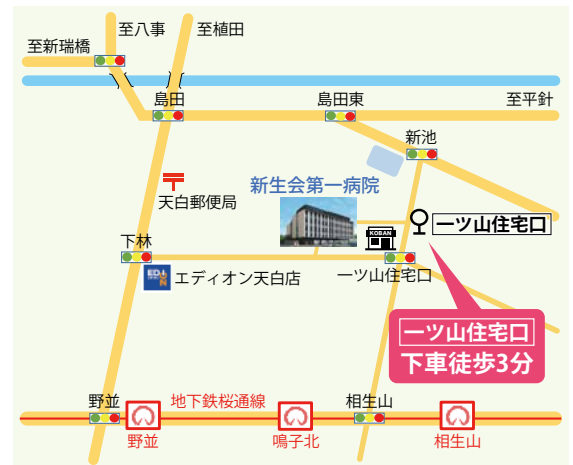 至八事
至植田
至新瑞橋
島田
島田東
至平針
新池
天白郵便局
新生会第一病院
KOBAN
一ツ山住宅口
下林
エディオン天白店
一ツ山住宅口
一ツ山住宅口
下車徒歩3分
野並
地下鉄桜通線
相生山
野並
鳴子北
相生山